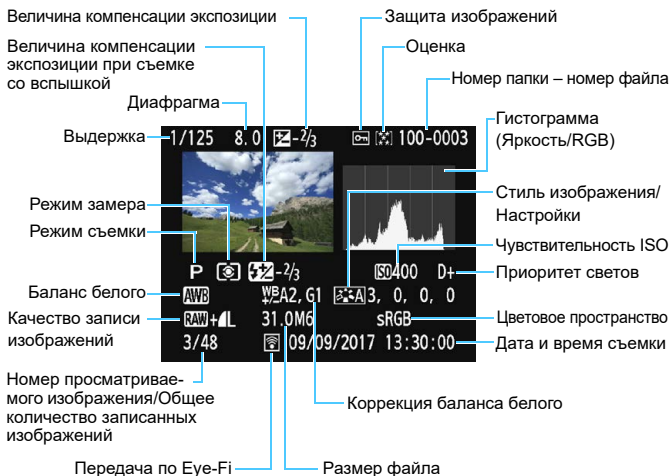 Величина компенсации экспозиции
Защита изображений
Величина компенсации
экспозиции при съемке
со вспышкой
Оценка
Номер папки – номер файла
Диафрагма
Гистограмма
(Яркость/RGB)
Выдержка
1/125 8.0 -2/3 100-0003
Стиль изображения/
Настройки
Режим замера
Режим съемки
Чувствительность ISO
P -2/3 ISO400 D+
Приоритет светов
Баланс белого
AWB WB A2, G1 A 3, 0, 0, 0
Качество записи
изображений
RAW+L 31.0M6 sRGB
Цветовое пространство
3/48 09/09/2017 13:30:00
Дата и время съемки
Номер просматривае-
мого изображения/Общее
количество записанных
изображений
Коррекция баланса белого
Передача по Eye-Fi
Размер файла